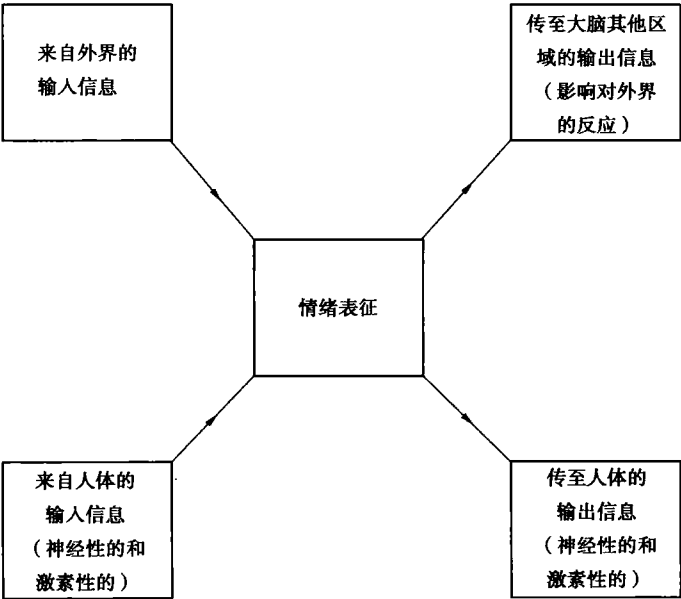 来自外界的
输入信息
传至大脑其他区
域的输出信息
（影响对外界
的反应）
情绪表征
来自人体的
输入信息
（神经性的和
激素性的）
传至人体的
输出信息
（神经性的和
激素性的）